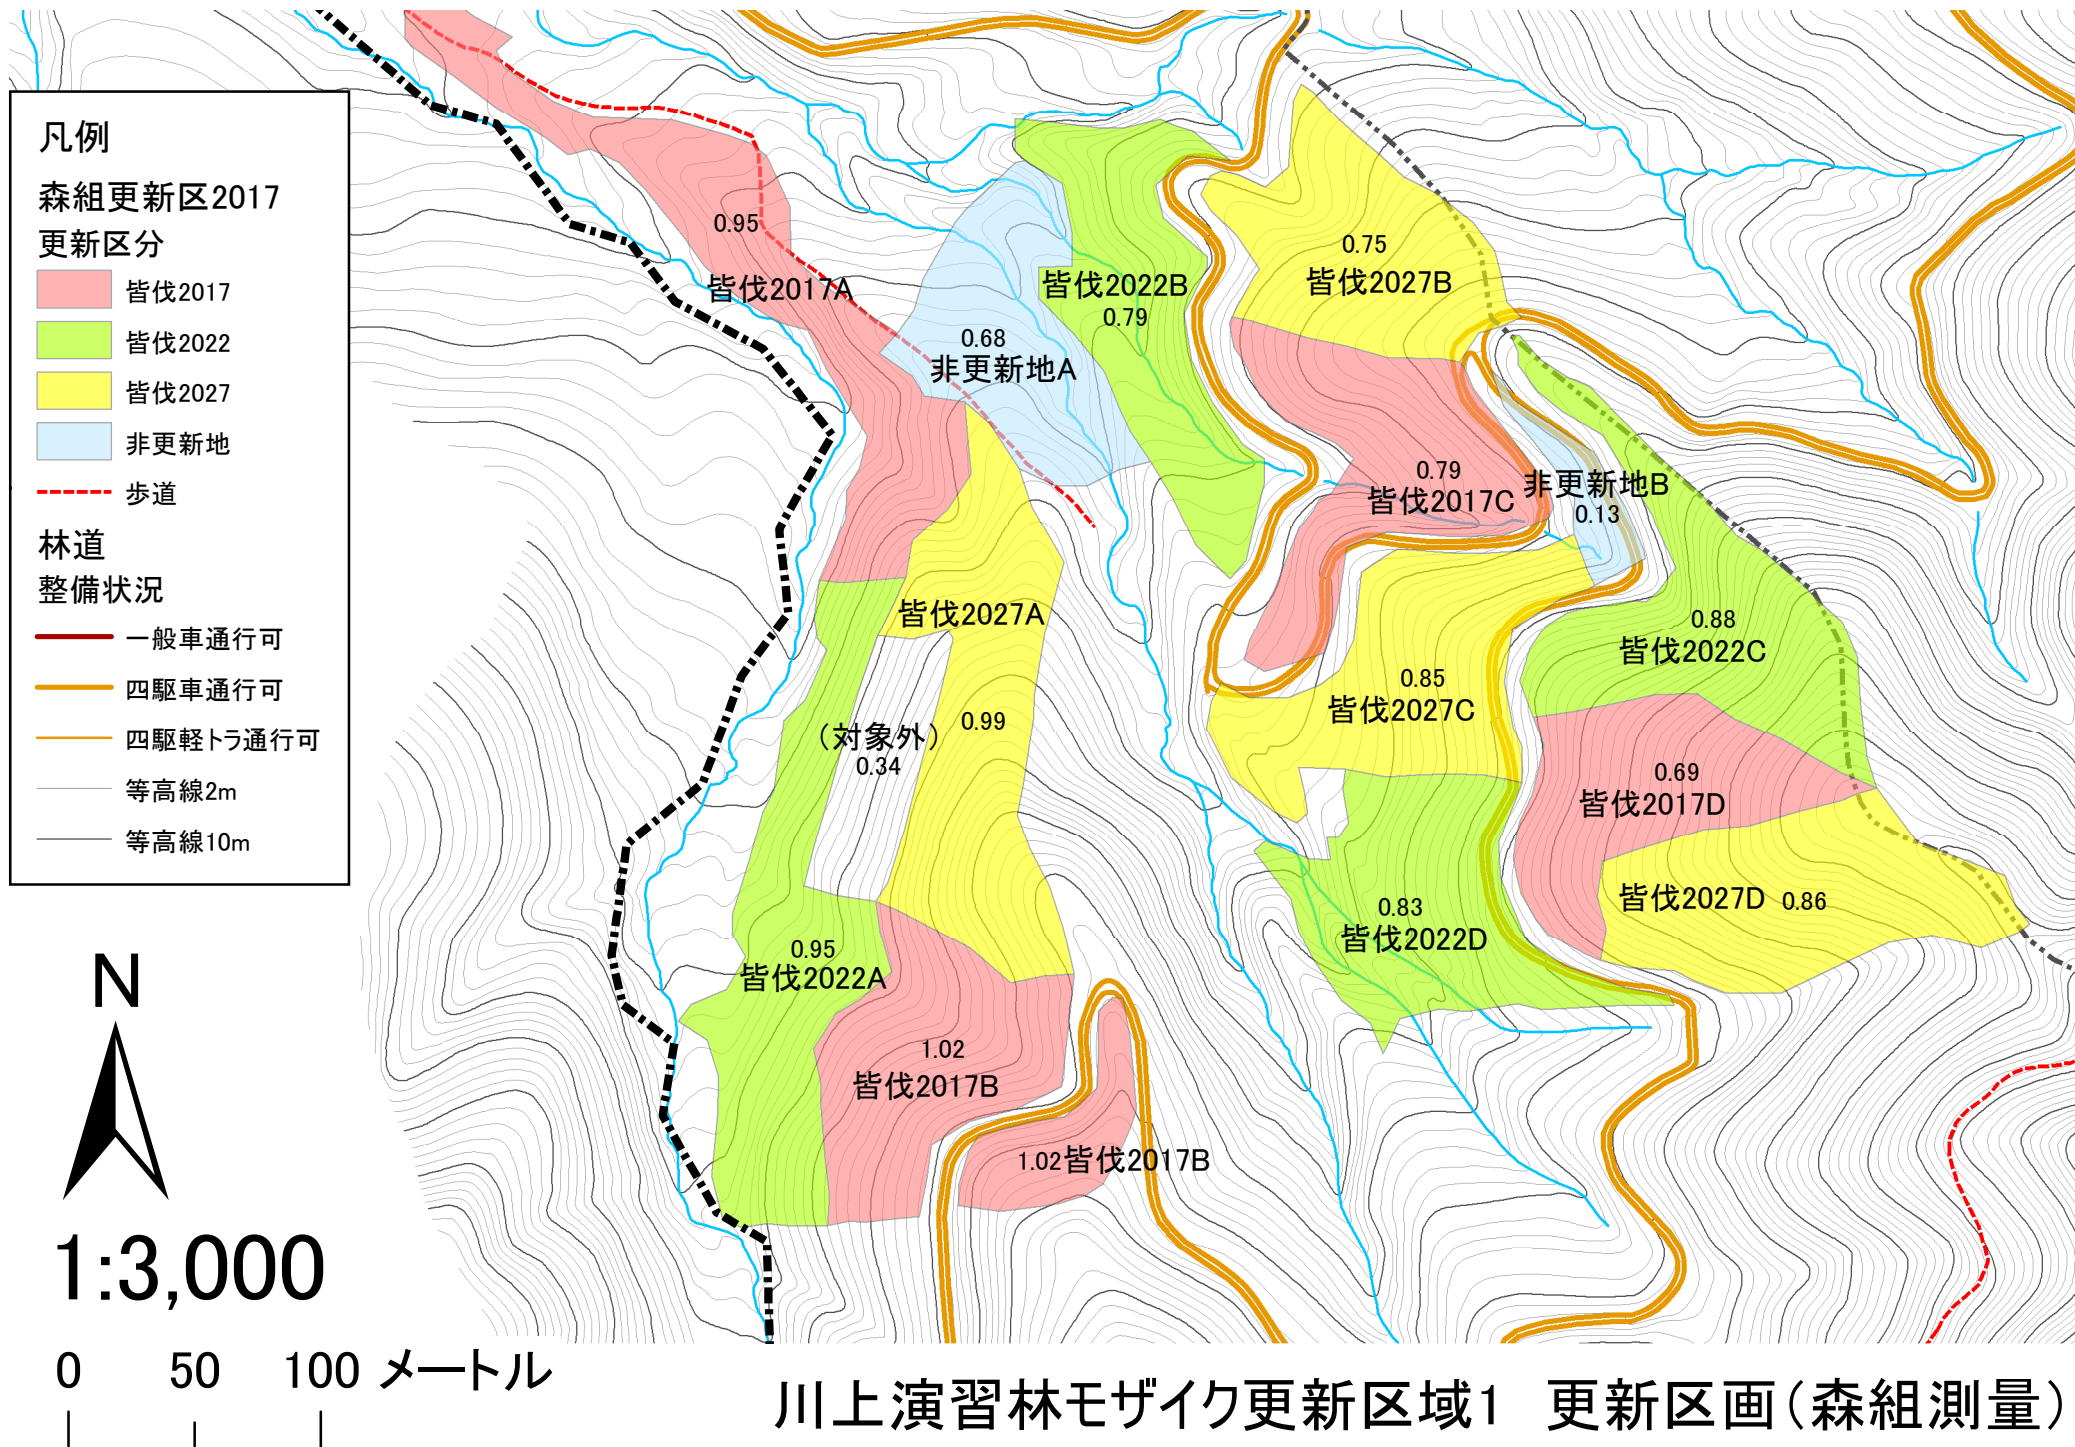 凡例
森組更新区2017
更新区分
皆伐2017
皆伐2022
皆伐2027
非更新地
歩道
林道
整備状況
一般車通行可
四駆車通行可
四駆軽トラ通行可
等高線2m
等高線10m
N
1:3,000
0 50 100 メートル
0.95
皆伐2017A
0.68
非更新地A
皆伐2022B
0.79
0.75
皆伐2027B
0.79
皆伐2017C
非更新地B
0.13
皆伐2027A
0.99
（対象外）
0.34
0.88
皆伐2022C
0.85
皆伐2027C
0.69
皆伐2017D
皆伐2027D 0.86
0.83
皆伐2022D
0.95
皆伐2022A
1.02
皆伐2017B
1.02皆伐2017B
川上演習林モザイク更新区域1　更新区画（森組測量）